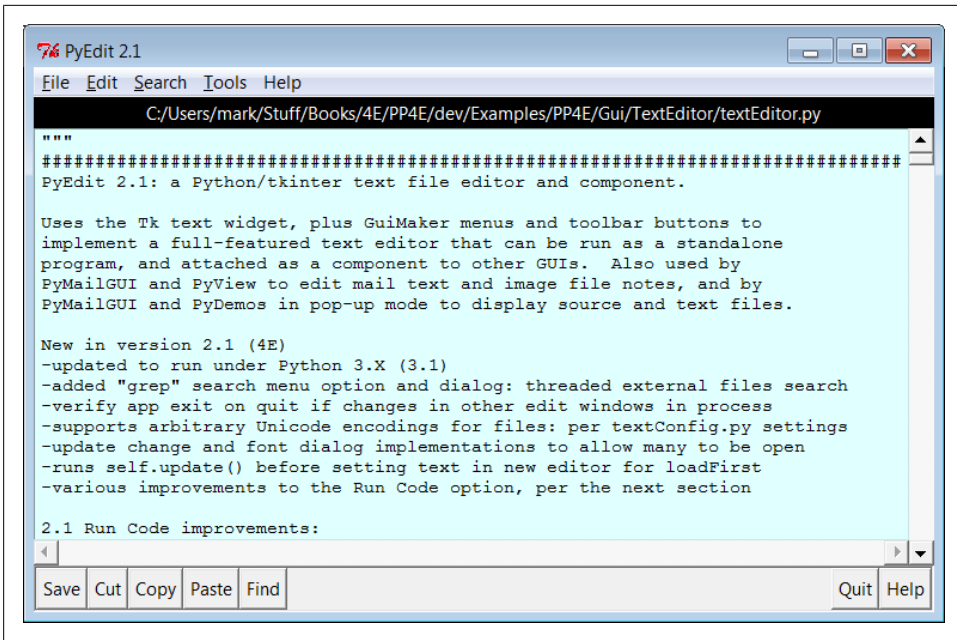 PyEdit 2.1
File Edit Search Tools Help
C:/Users/mark/Stuff/Books/4E/PP4E/dev/Examples/PP4E/Gui/TextEditor/textEditor.py
"""
################################################################################
PyEdit 2.1: a Python/tkinter text file editor and component.
Uses the Tk text widget, plus GuiMaker menus and toolbar buttons to
implement a full-featured text editor that can be run as a standalone
program, and attached as a component to other GUIs.  Also used by
PyMailGUI and PyView to edit mail text and image file notes, and by
PyMailGUI and PyDemos in pop-up mode to display source and text files.
New in version 2.1 (4E)
-updated to run under Python 3.X (3.1)
-added "grep" search menu option and dialog: threaded external files search
-verify app exit on quit if changes in other edit windows in process
-supports arbitrary Unicode encodings for files: per textConfig.py settings
-update change and font dialog implementations to allow many to be open
-runs self.update() before setting text in new editor for loadFirst
-various improvements to the Run Code option, per the next section
2.1 Run Code improvements:
Save Cut Copy Paste Find Quit Help